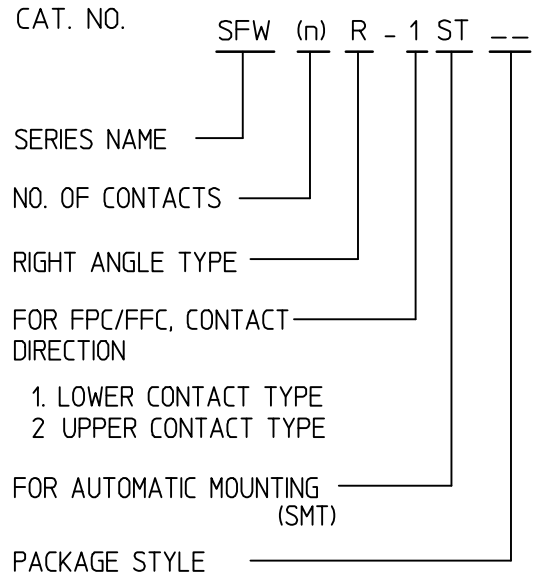 CAT. NO.
SFW (n) R - 1 ST _ _
SERIES NAME
NO. OF CONTACTS
RIGHT ANGLE TYPE
FOR FPC/FFC, CONTACT
DIRECTION
1. LOWER CONTACT TYPE
2 UPPER CONTACT TYPE
FOR AUTOMATIC MOUNTING
(SMT)
PACKAGE STYLE